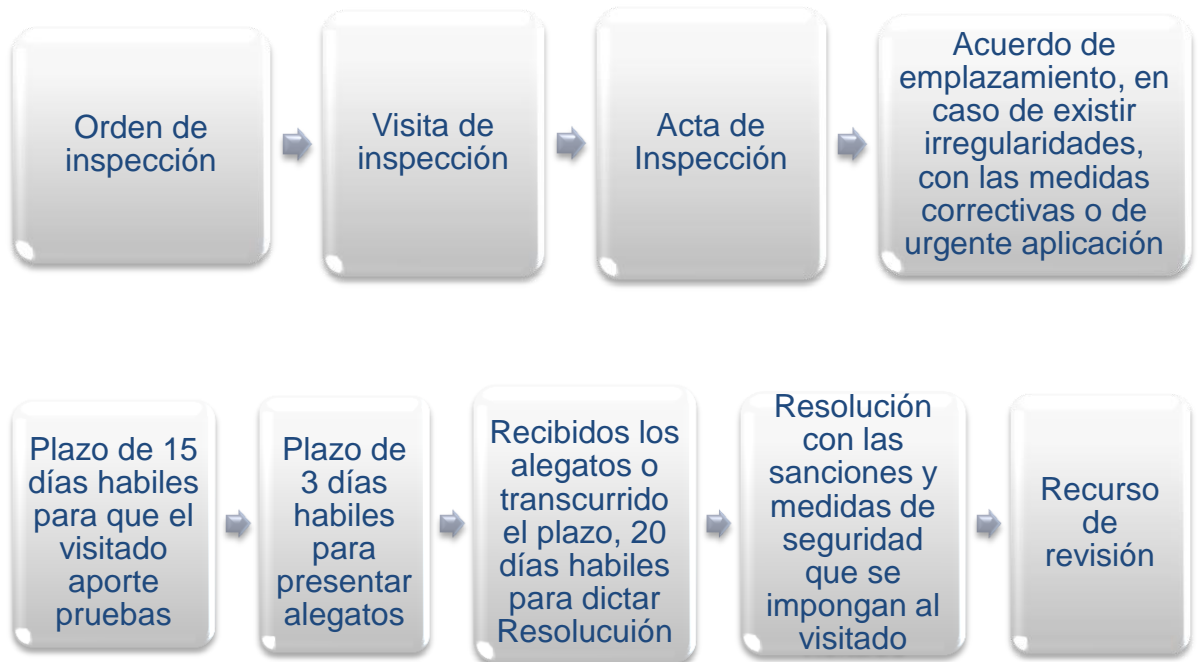 Orden de
inspección
Visita de
inspección
Acta de
Inspección
Acuerdo de
emplazamiento, en
caso de existir
irregularidades,
con las medidas
correctivas o de
urgente aplicación
Plazo de 15
días habiles
para que el
visitado
aporte
pruebas
Plazo de
3 días
habiles
para
presentar
alegatos
Recibidos los
alegatos o
transcurrido
el plazo, 20
días habiles
para dictar
Resolucuión
Resolución
con las
sanciones y
medidas de
seguridad
que se
impongan al
visitado
Recurso
de
revisión